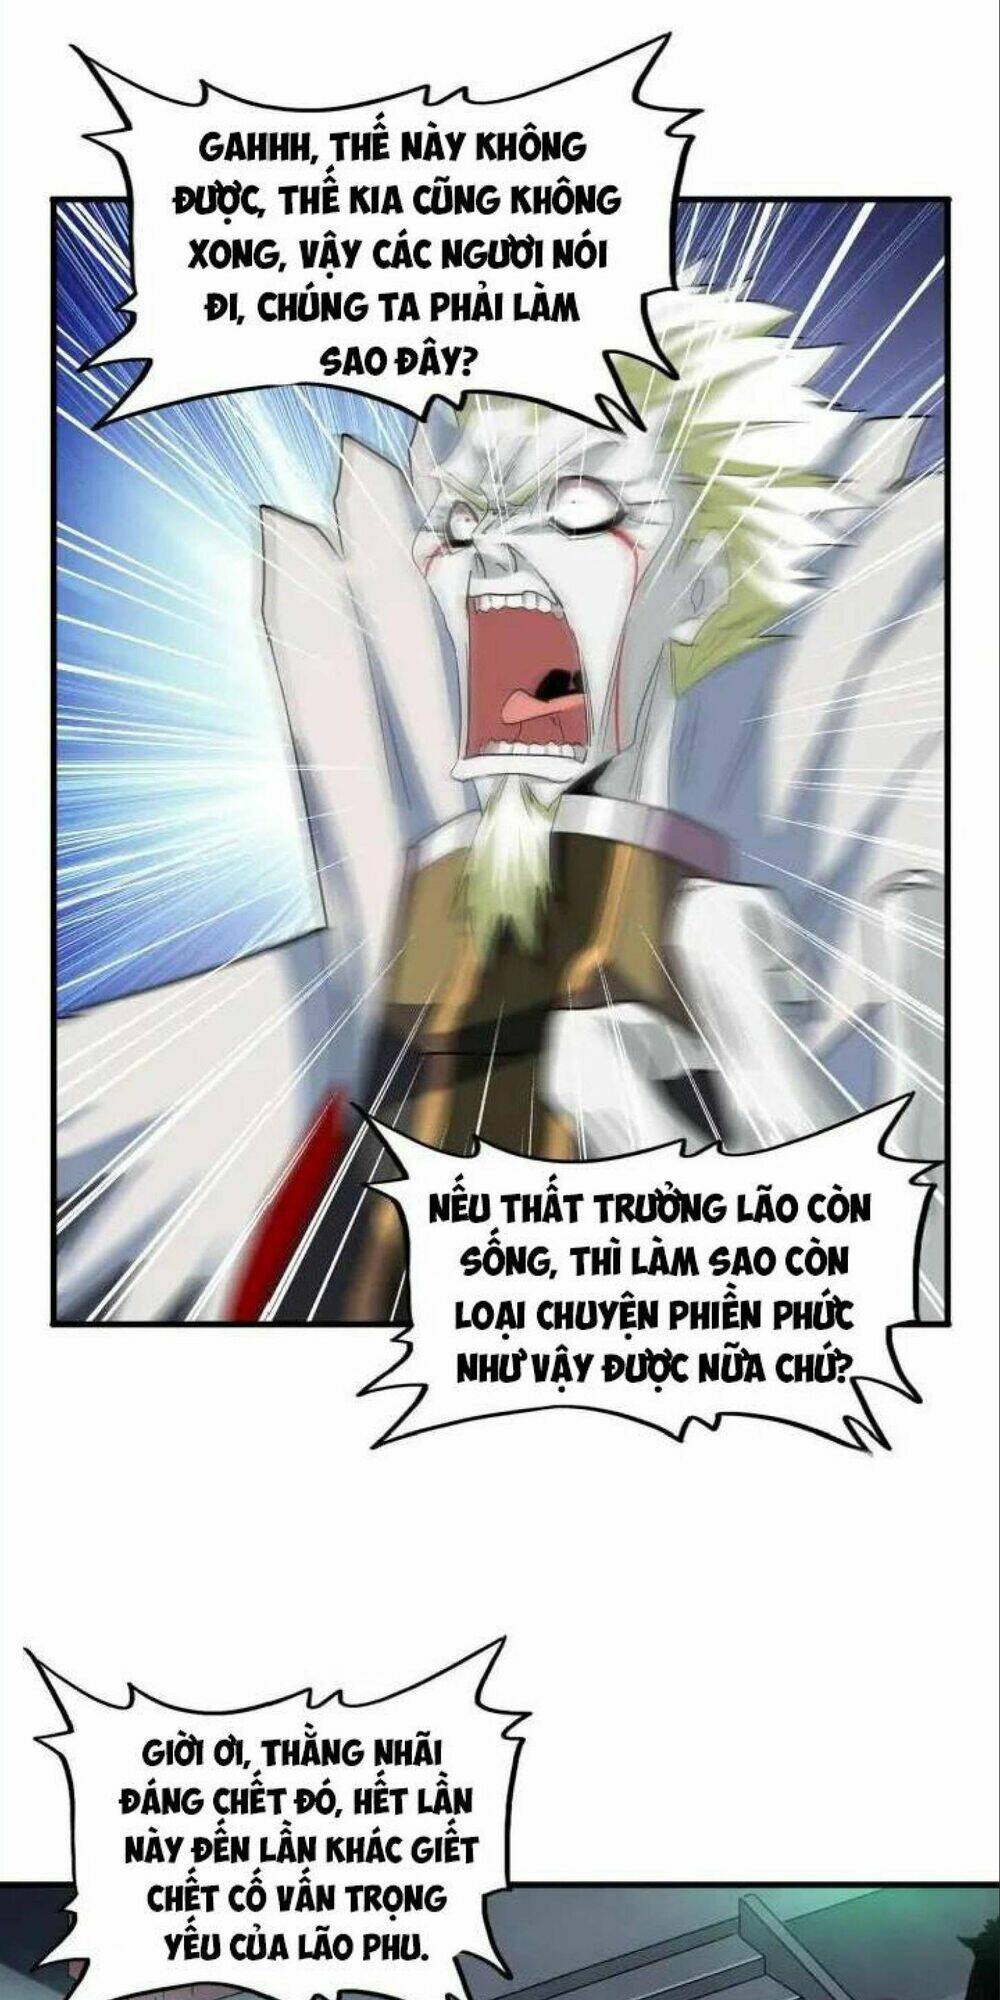 GAHHH, THẾ NÀY KHÔNG
ĐƯỢC, THẾ KIA CŨNG KHÔNG
XONG, VẬY CÁC NGƯƠI NÓI
ĐI, CHÚNG TA PHẢI LÀM
SAO ĐÂY?
NẾU THẤT TRƯỞNG LÃO CÒN
SỐNG, THÌ LÀM SAO CÒN
LOẠI CHUYỆN PHIỀN PHỨC
NHƯ VẬY ĐƯỢC NỮA CHỨ?
GIỜI ƠI, THẰNG NHÃI
ĐÁNG CHẾT ĐÓ, HẾT LẦN
NÀY ĐẾN LẦN KHÁC GIẾT
CHẾT CỐ VẤN TRỌNG
YẾU CỦA LÃO PHU.